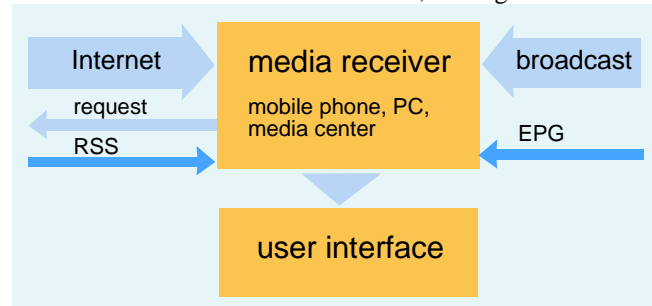 Internet
media receiver
broadcast
request
mobile phone, PC,
media center
RSS
EPG
user interface